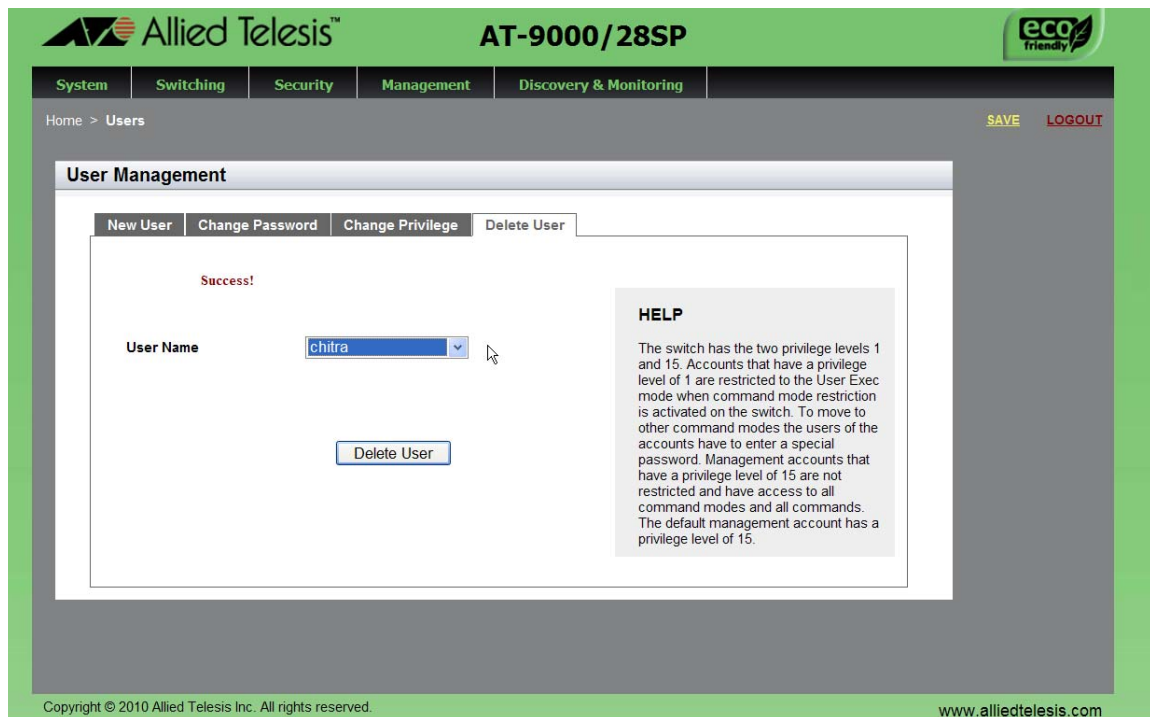 Allied Telesis™
AT-9000/28SP
eco
friendly
System
Switching
Security
Management
Discovery & Monitoring
Home > Users
SAVE
LOGOUT
User Management
New User
Change Password
Change Privilege
Delete User
Success!
User Name
chitra
Delete User
HELP
The switch has the two privilege levels 1
and 15. Accounts that have a privilege
level of 1 are restricted to the User Exec
mode when command mode restriction
is activated on the switch. To move to
other command modes the users of the
accounts have to enter a special
password. Management accounts that
have a privilege level of 15 are not
restricted and have access to all
command modes and all commands.
The default management account has a
privilege level of 15.
Copyright © 2010 Allied Telesis Inc. All rights reserved.
www.alliedtelesis.com